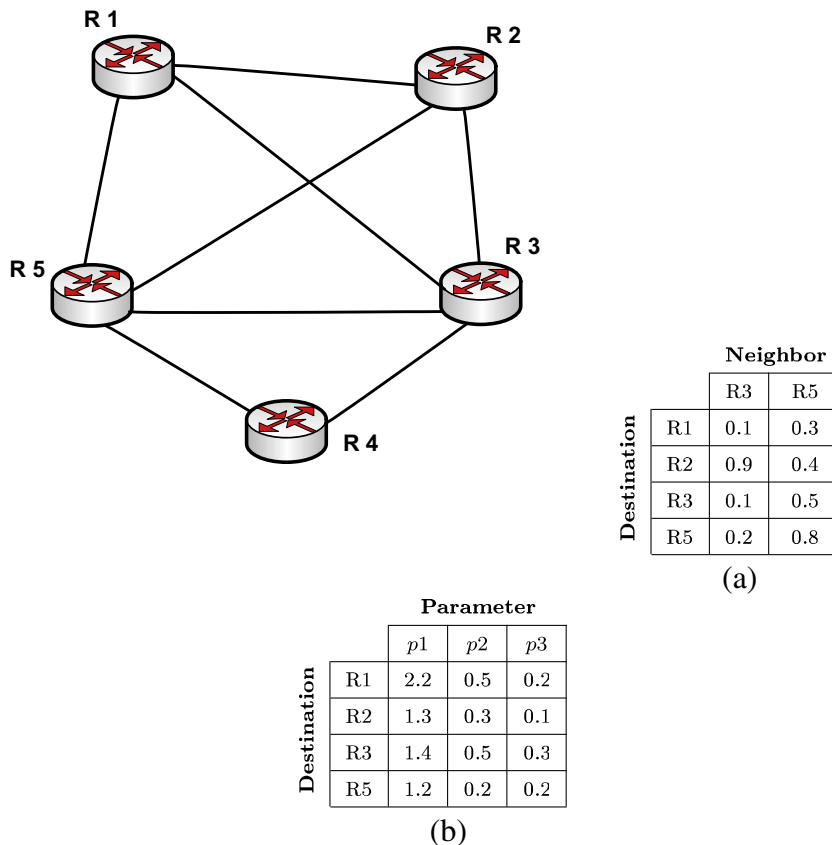 R 1
R 2
R 5
R 3
R 4
Neighbor
R3 R5
Destination
R1 0.1 0.3
R2 0.9 0.4
R3 0.1 0.5
R5 0.2 0.8
(a)
Parameter
p1 p2 p3
Destination
R1 2.2 0.5 0.2
R2 1.3 0.3 0.1
R3 1.4 0.5 0.3
R5 1.2 0.2 0.2
(b)